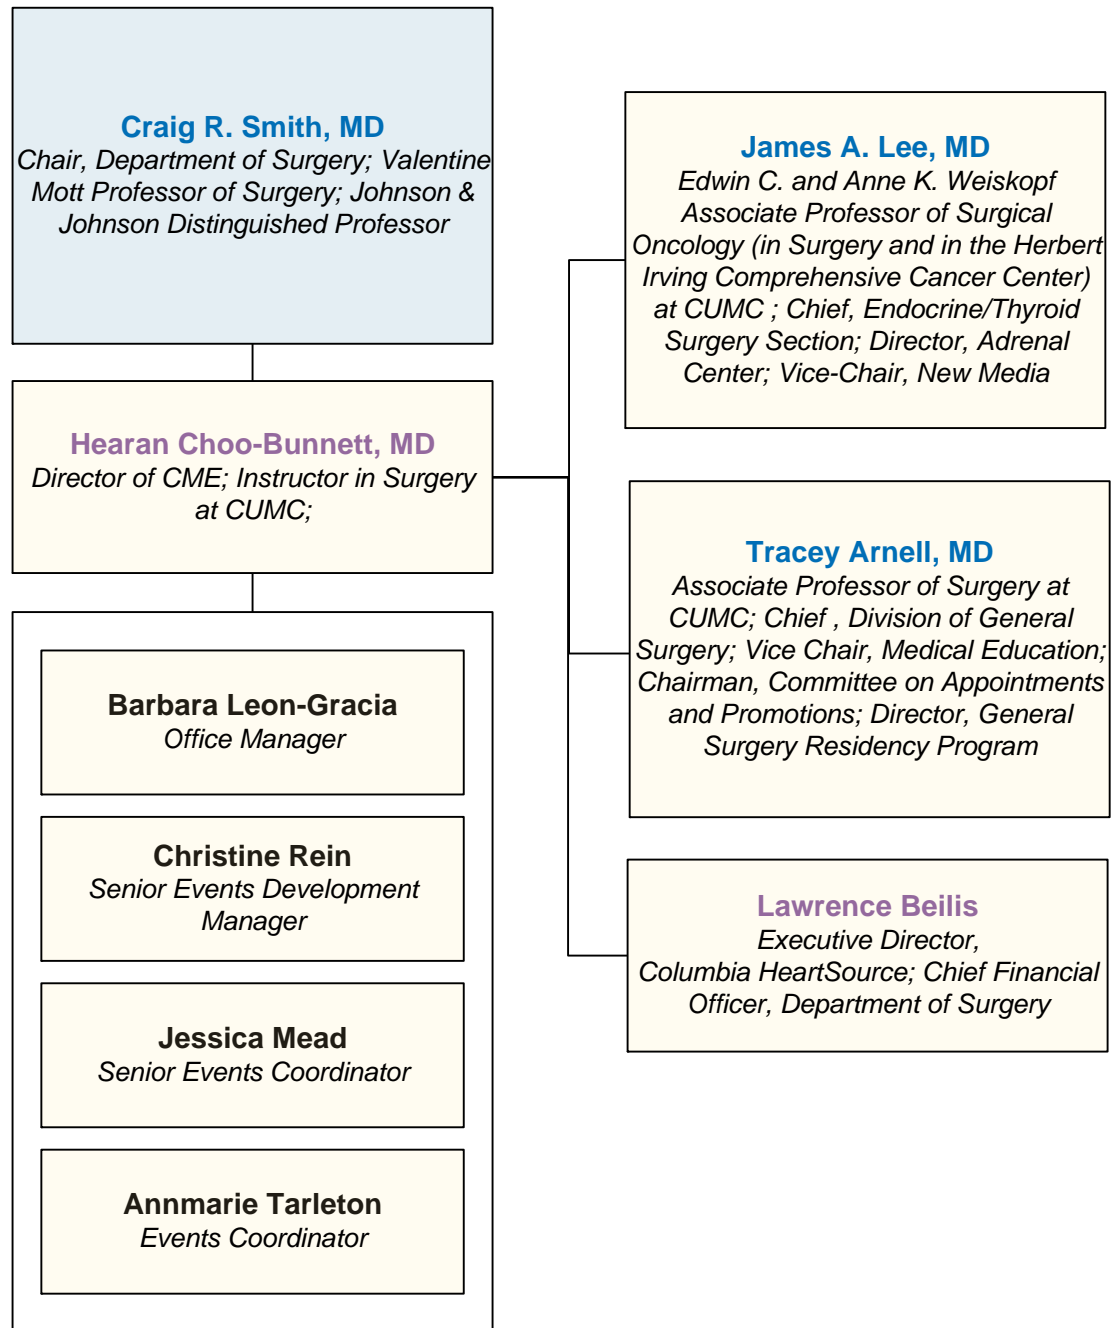 Craig R. Smith, MD
Chair, Department of Surgery; Valentine
Mott Professor of Surgery; Johnson &
Johnson Distinguished Professor
Hearan Choo-Bunnett, MD
Director of CME; Instructor in Surgery
at CUMC;
Barbara Leon-Gracia
Office Manager
Christine Rein
Senior Events Development
Manager
Jessica Mead
Senior Events Coordinator
Annmarie Tarleton
Events Coordinator
James A. Lee, MD
Edwin C. and Anne K. Weiskopf
Associate Professor of Surgical
Oncology (in Surgery and in the Herbert
Irving Comprehensive Cancer Center)
at CUMC ; Chief, Endocrine/Thyroid
Surgery Section; Director, Adrenal
Center; Vice-Chair, New Media
Tracey Arnell, MD
Associate Professor of Surgery at
CUMC; Chief , Division of General
Surgery; Vice Chair, Medical Education;
Chairman, Committee on Appointments
and Promotions; Director, General
Surgery Residency Program
Lawrence Beilis
Executive Director,
Columbia HeartSource; Chief Financial
Officer, Department of Surgery